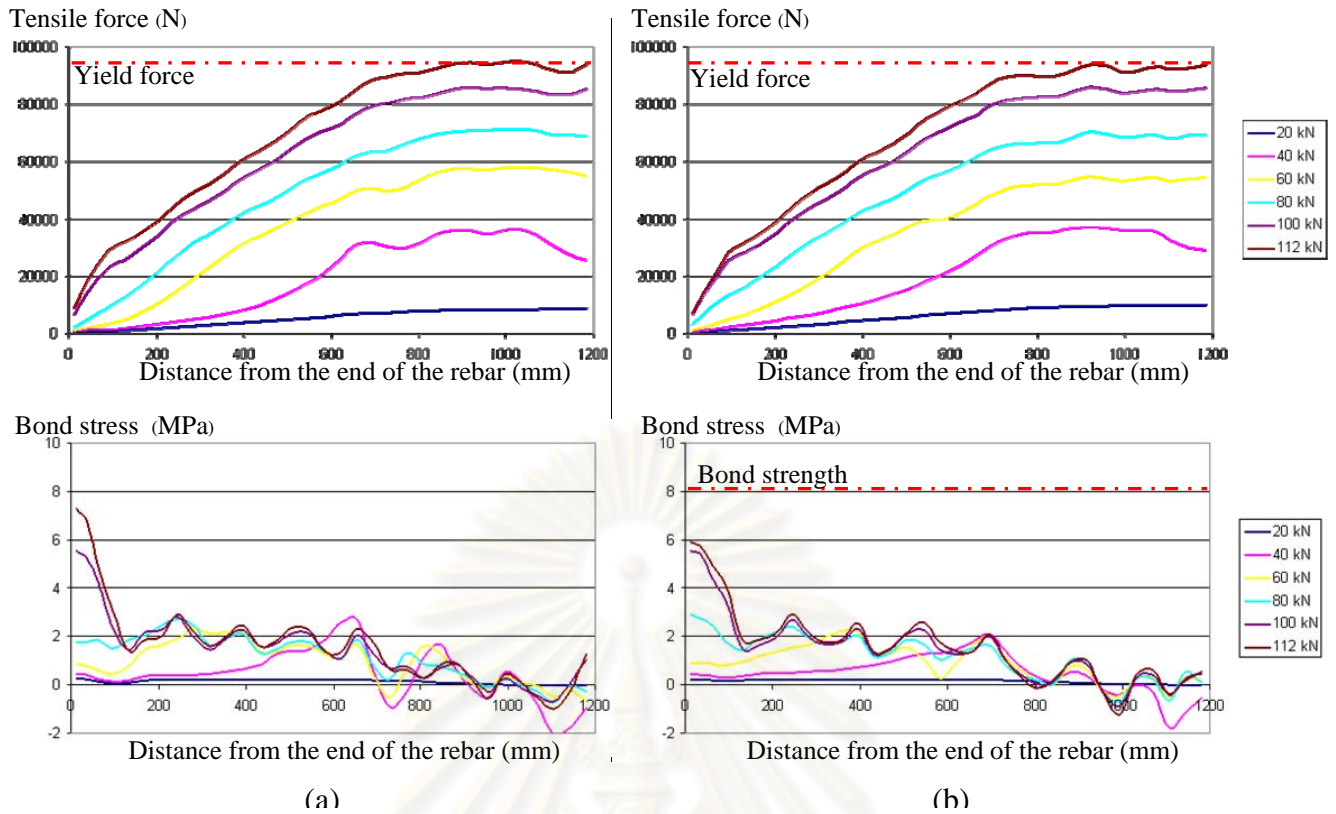 Tensile force (N)
100000
Yield force
80000
60000
40000
20000
0
0 200 400 600 800 1000 1200
Distance from the end of the rebar (mm)
Tensile force (N)
100000
Yield force
80000
60000
40000
20000
0
0 200 400 600 800 1000 1200
Distance from the end of the rebar (mm)
20 kN
40 kN
60 kN
80 kN
100 kN
112 kN
Bond stress (MPa)
10
8
6
4
2
0
-2
0 200 400 600 800 1000 1200
Distance from the end of the rebar (mm)
(a)
Bond stress (MPa)
10
Bond strength
8
6
4
2
0
-2
0 200 400 600 800 1000 1200
Distance from the end of the rebar (mm)
(b)
20 kN
40 kN
60 kN
80 kN
100 kN
112 kN